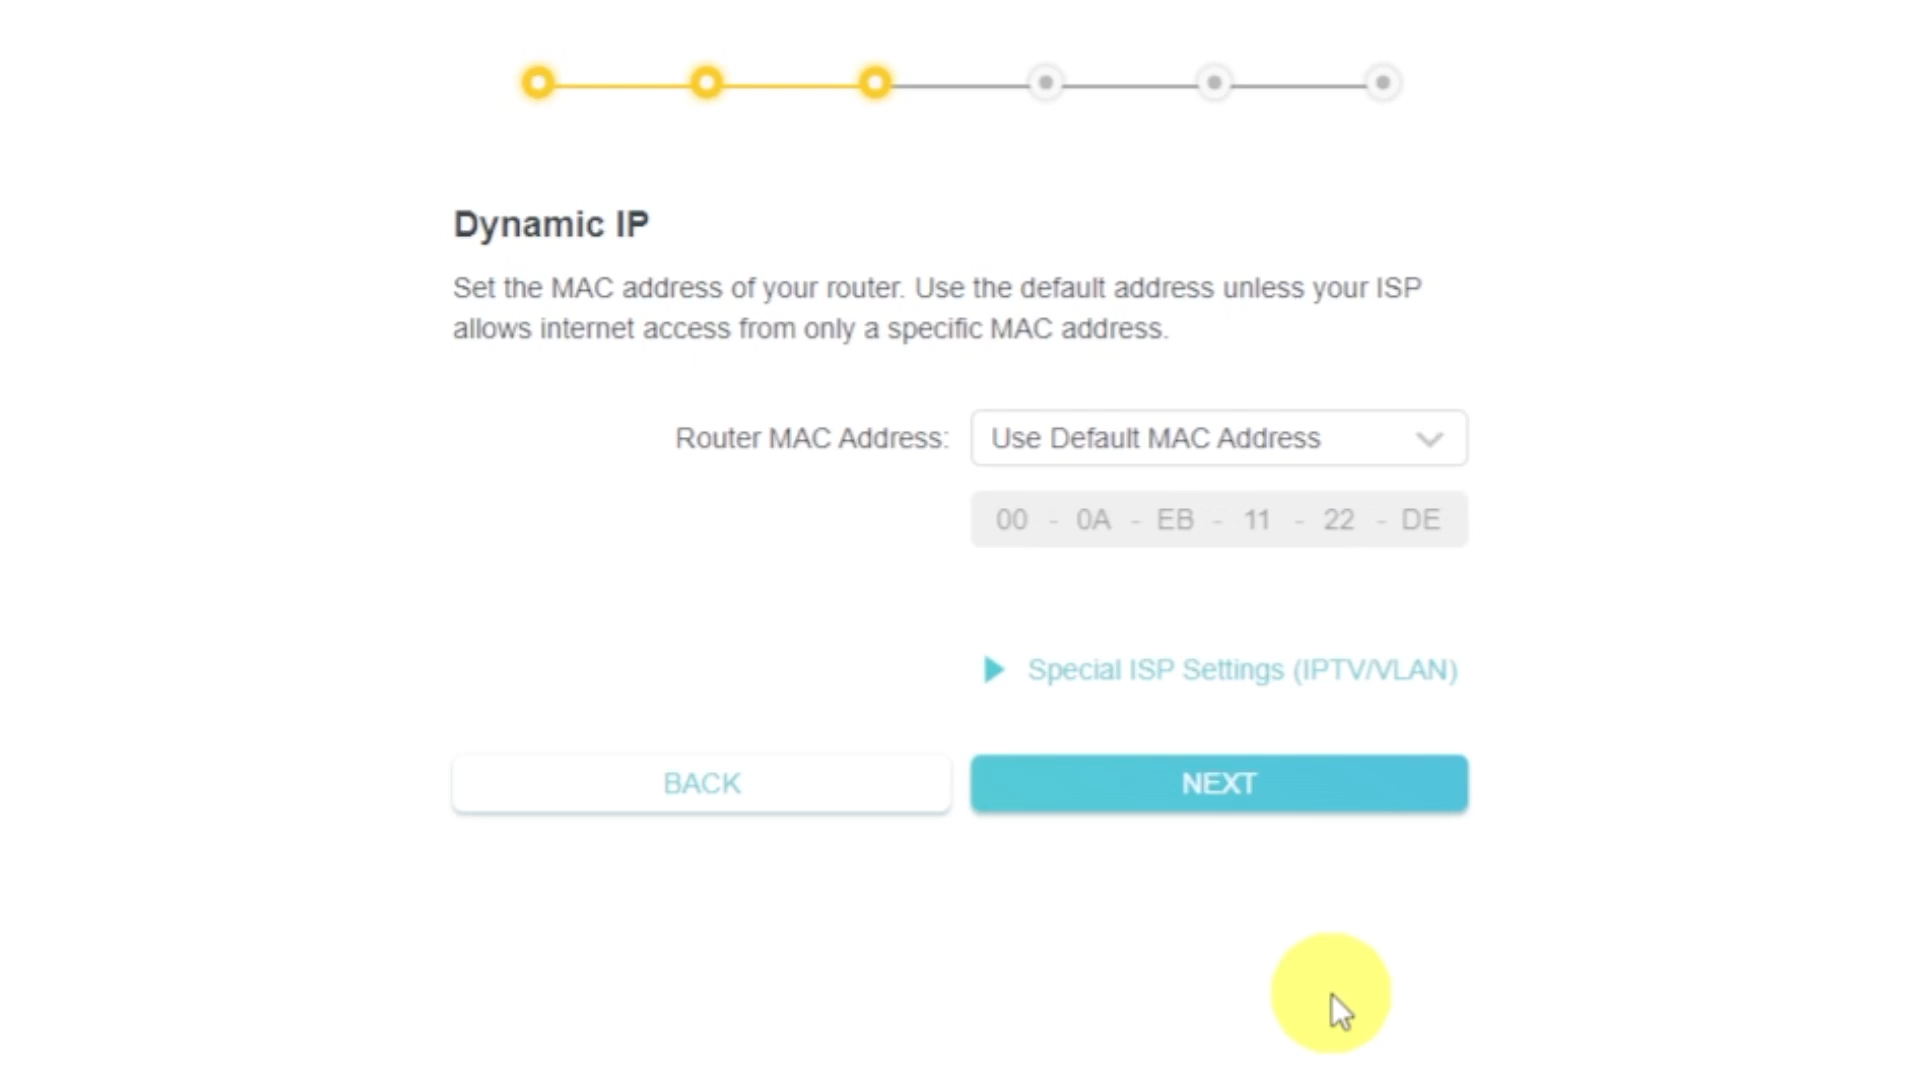 Dynamic IP
Set the MAC address of your router. Use the default address unless your ISP
allows internet access from only a specific MAC address.
Router MAC Address: Use Default MAC Address
00 - 0A - EB - 11 - 22 - DE
Special ISP Settings (IPTV/VLAN)
BACK NEXT